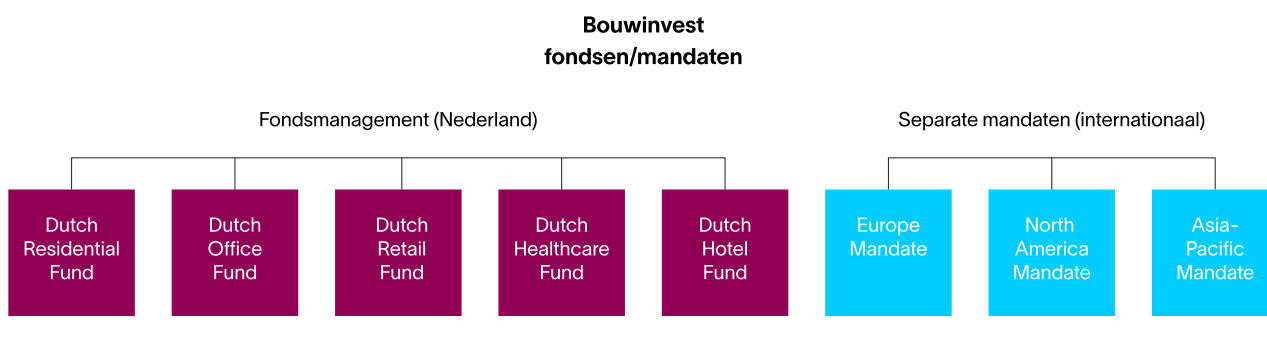 Bouwinvest
fondsen/mandaten
Fondsmanagement (Nederland)
Separate mandaten (internationaal)
Dutch
Residential
Fund
Dutch
Office
Fund
Dutch
Retail
Fund
Dutch
Healthcare
Fund
Dutch
Hotel
Fund
Europe
Mandate
North
America
Mandate
Asia-
Pacific
Mandate